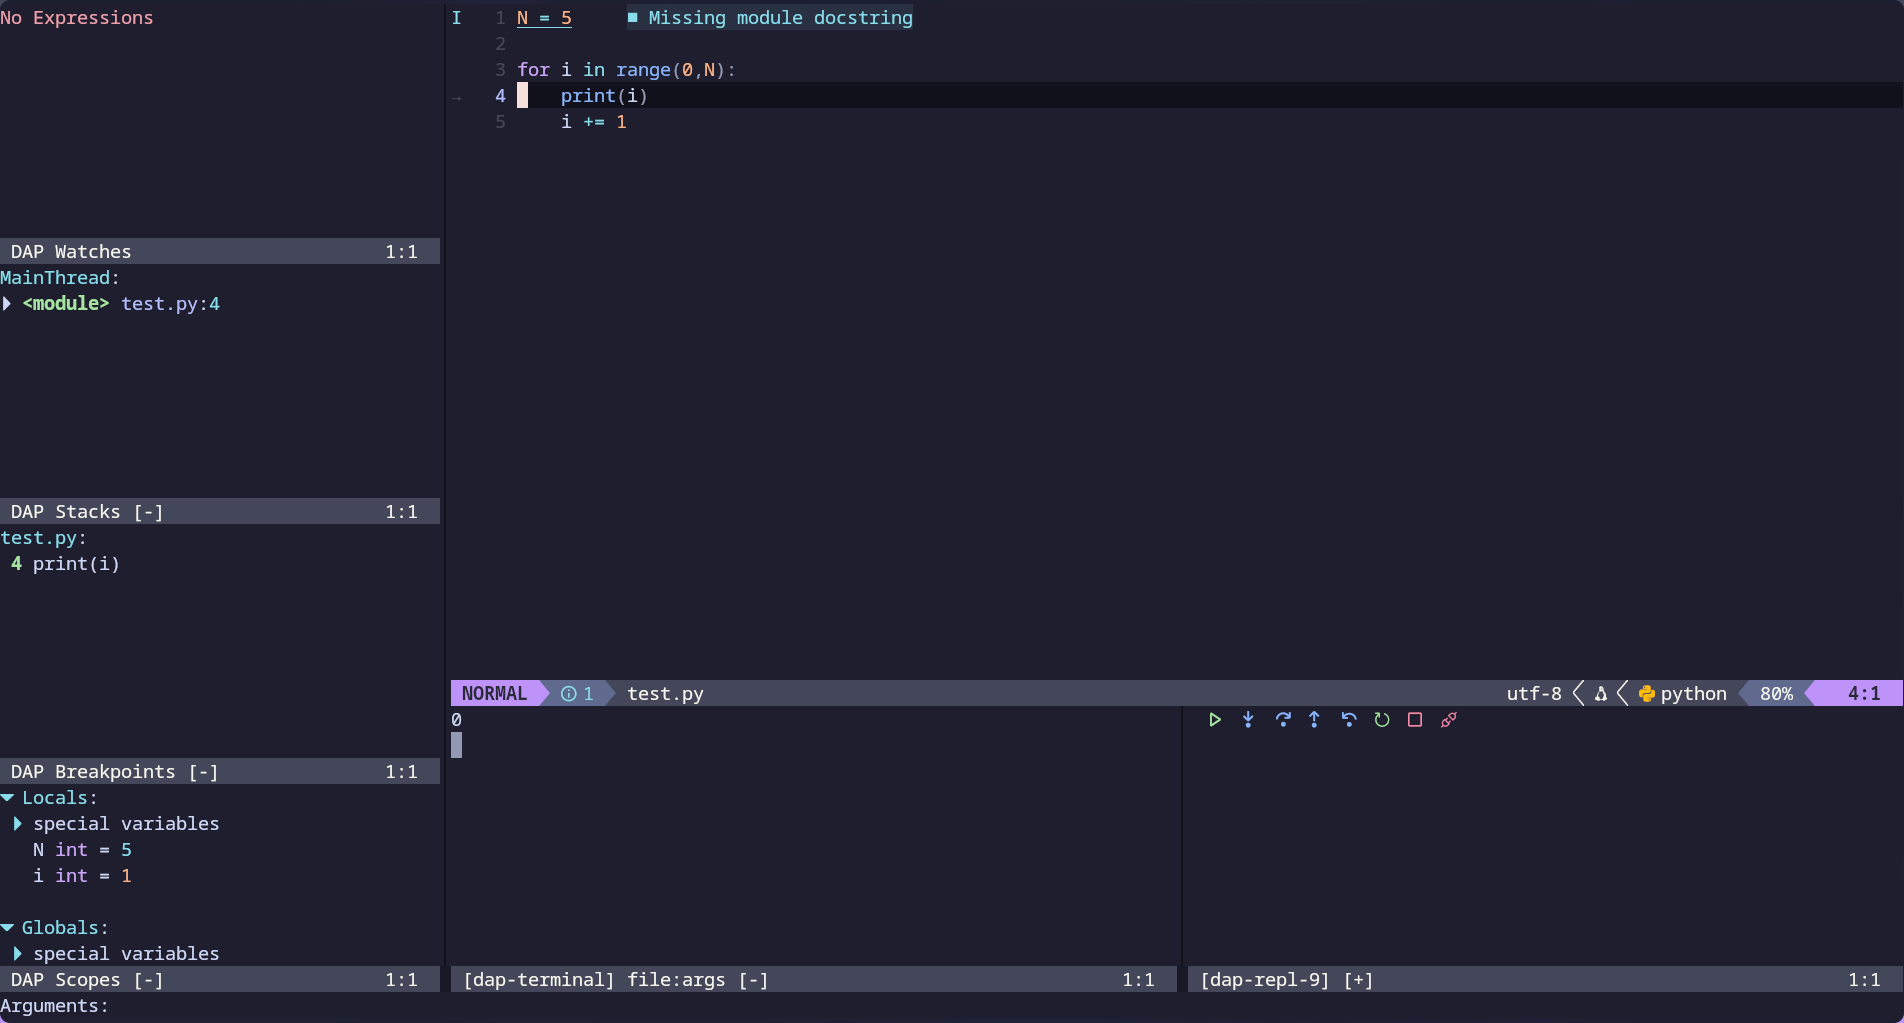 No Expressions
DAP Watches 1:1
MainThread:
<module> test.py:4
DAP Stacks [-] 1:1
test.py:
4 print(i)
DAP Breakpoints [-] 1:1
Locals:
special variables
N int = 5
i int = 1
Globals:
special variables
DAP Scopes [-] 1:1
I 1 N = 5 ■ Missing module docstring
2
3 for i in range(0,N):
→ 4 print(i)
5 i += 1
NORMAL 1 test.py utf-8 python 80% 4:1
0
[dap-terminal] file:args [-] 1:1
[dap-repl-9] [+] 1:1
Arguments: